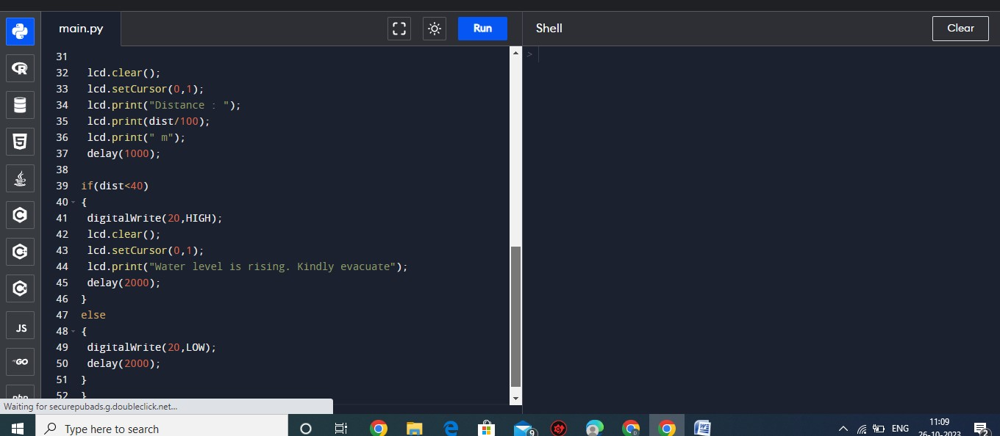 main.py
Run
Shell
Clear
>
31
32 lcd.clear();
33 lcd.setCursor(0,1);
34 lcd.print("Distance : ");
35 lcd.print(dist/100);
36 lcd.print(" m");
37 delay(1000);
38
39 if(dist<40)
40 {
41 digitalWrite(20,HIGH);
42 lcd.clear();
43 lcd.setCursor(0,1);
44 lcd.print("Water level is rising. Kindly evacuate");
45 delay(2000);
46 }
47 else
48 {
49 digitalWrite(20,LOW);
50 delay(2000);
51 }
52 }
R
5
C
C
C
JS
GO
php
Waiting for securepubads.g.doubleclick.net...
Type here to search
9
D
W
ENG
11:09
26-10-2023
2